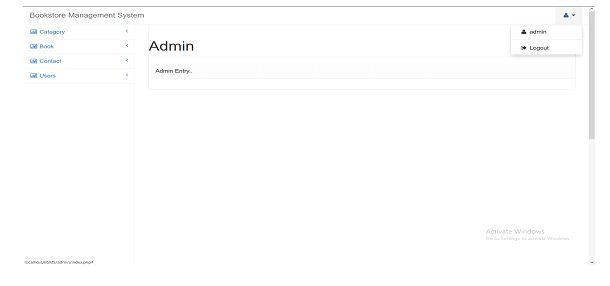 Bookstore Management System
Category
Book
Contact
Users
Admin
Admin Entry..
admin
Logout
Activate Windows
Go to Settings to activate Windows.
localhost/BSMS/admin/index.php#